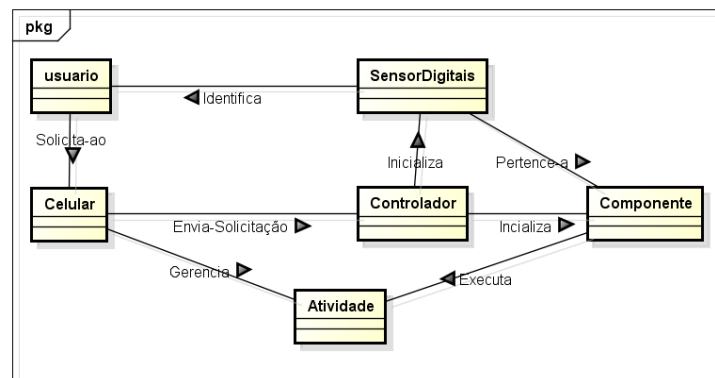 pkg
usuario
SensorDigitais
Identifica
Solicita-ao
Inicializa
Pertence-a
Celular
Controlador
Componente
Envia-Solicitação
Incializa
Gerencia
Executa
Atividade